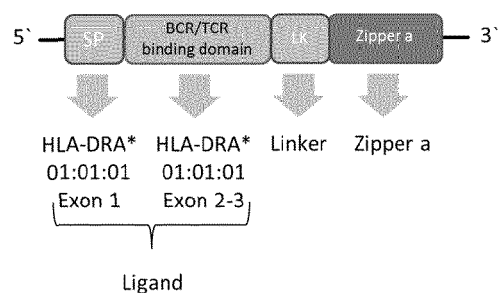 5` SP BCR/TCR binding domain LK Zipper a 3`
HLA-DRA* HLA-DRA* Linker Zipper a
01:01:01 01:01:01
Exon 1 Exon 2-3
Ligand